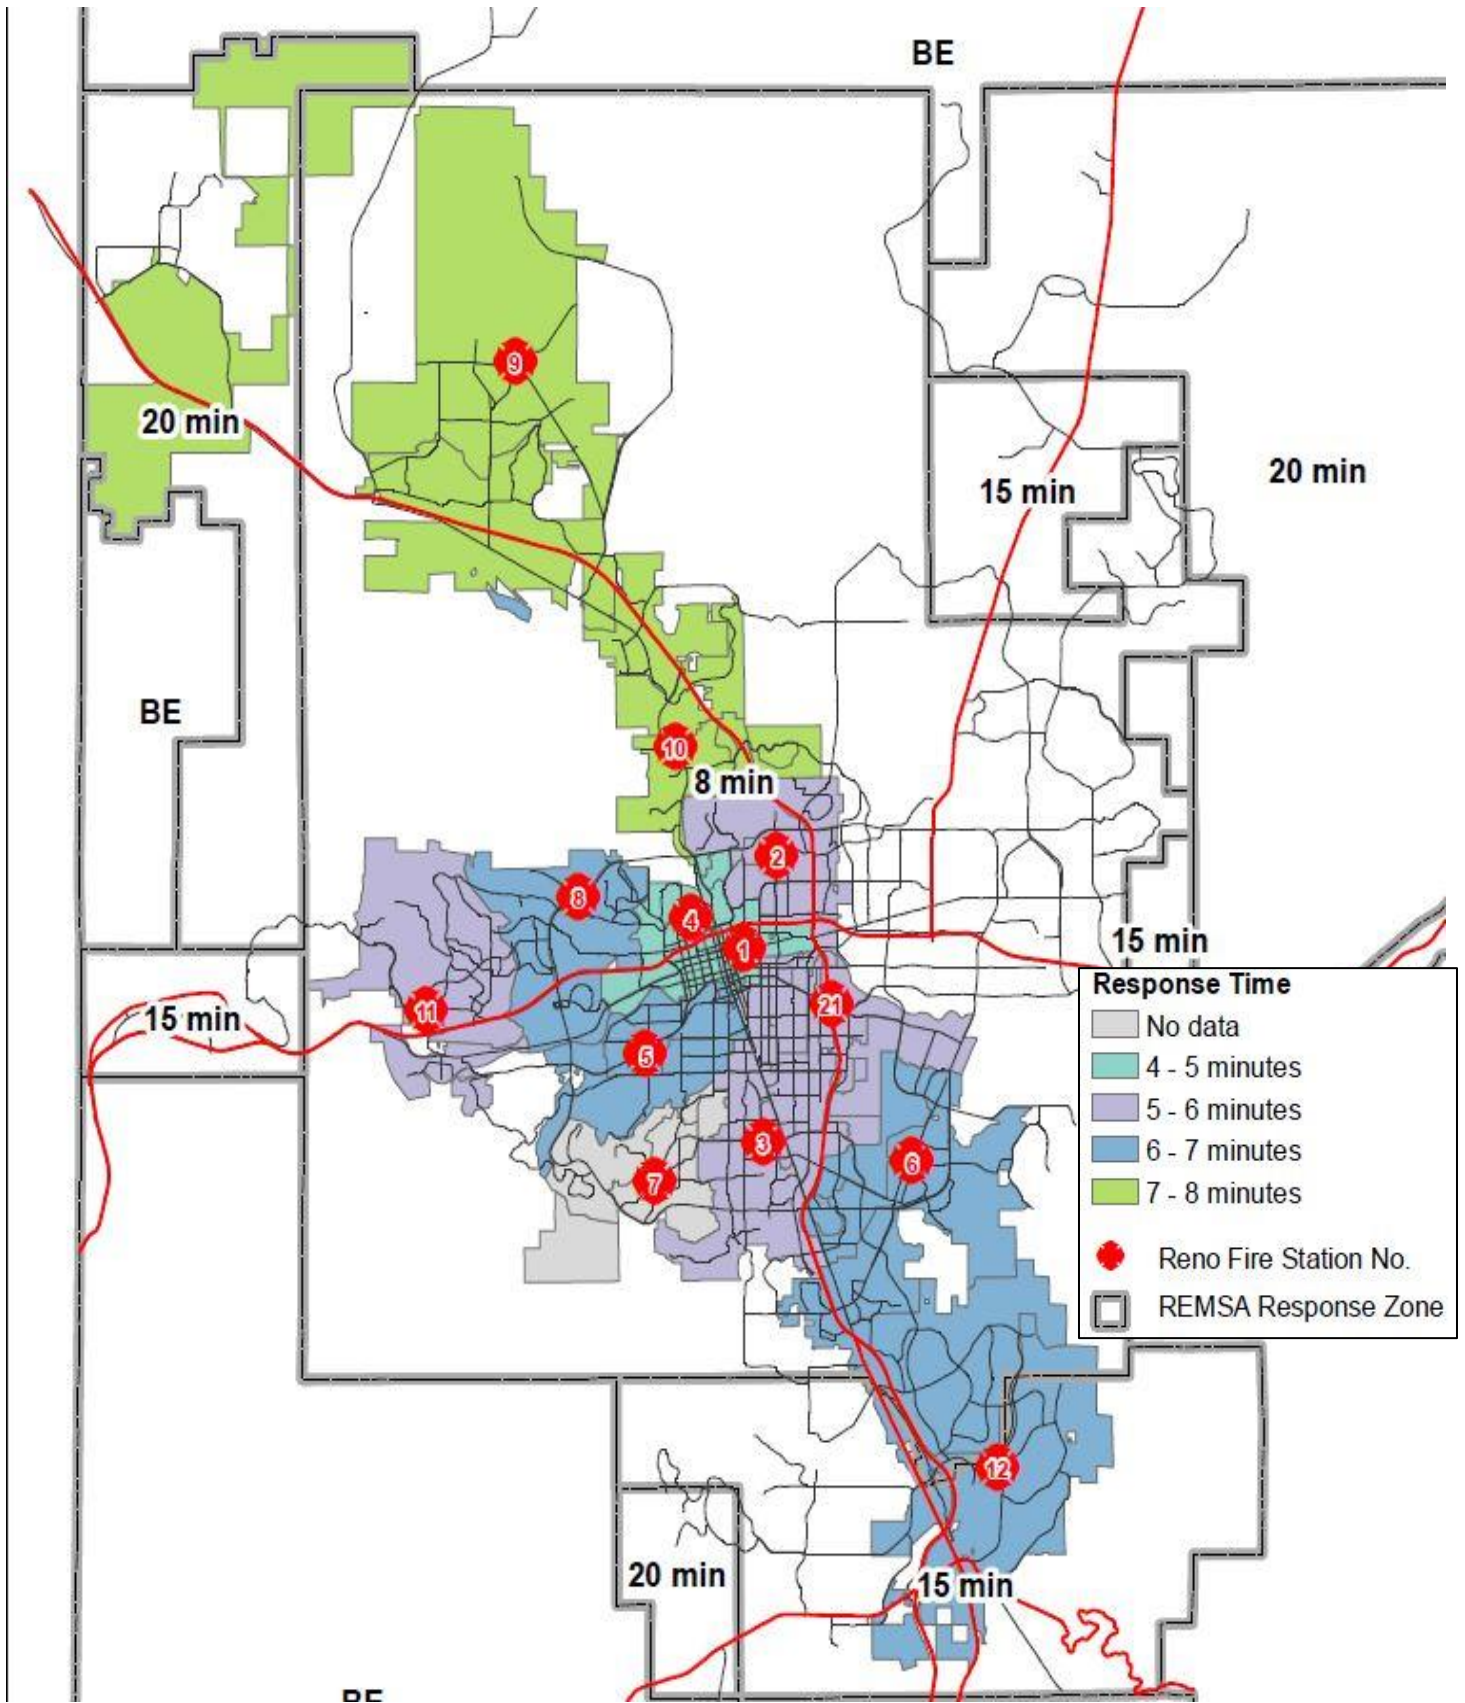 BE
9
20 min
15 min
20 min
BE
10
8 min
2
8
4
1
15 min
Response Time
No data
4 - 5 minutes
5 - 6 minutes
6 - 7 minutes
7 - 8 minutes
Reno Fire Station No.
REMSA Response Zone
11
15 min
21
5
3
6
7
12
20 min
15 min
BE